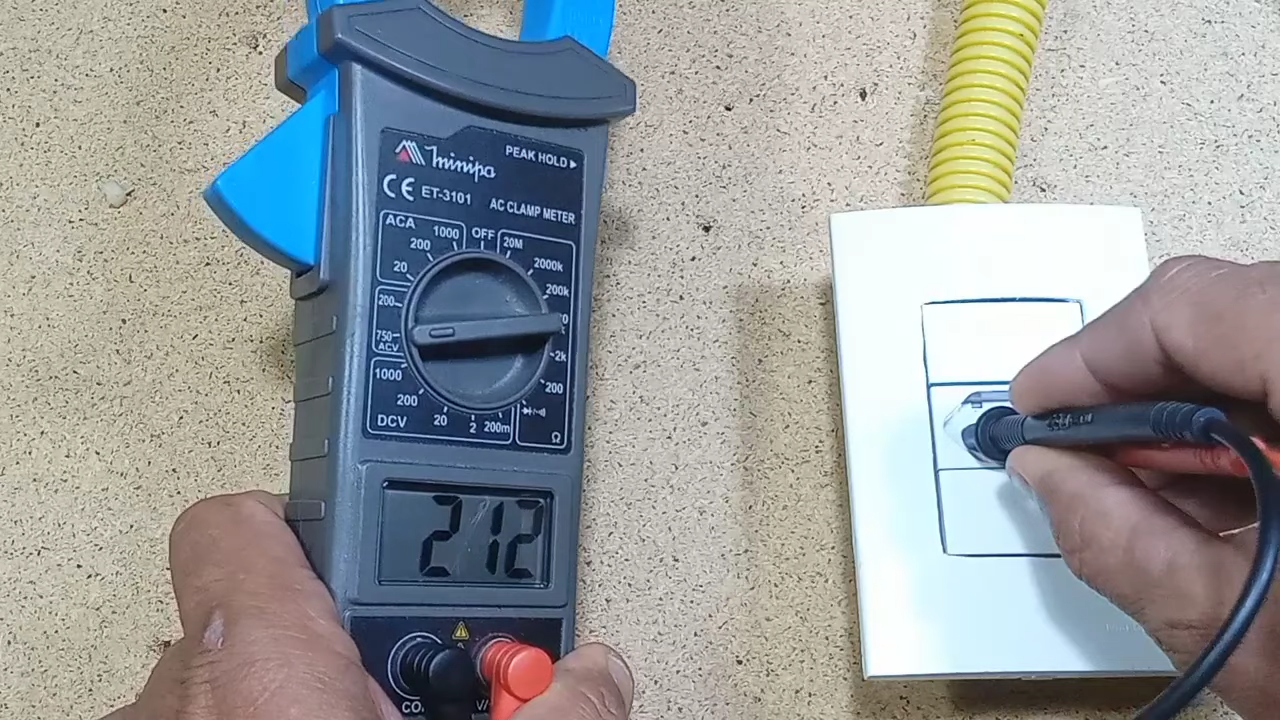 minipa
PEAK HOLD ▸
CE ET-3101
AC CLAMP METER
ACA
1000
OFF
20M
200
2000k
20
200k
200
750
ACV
2k
1000
200
200
20
2
200m
DCV
Ω
212